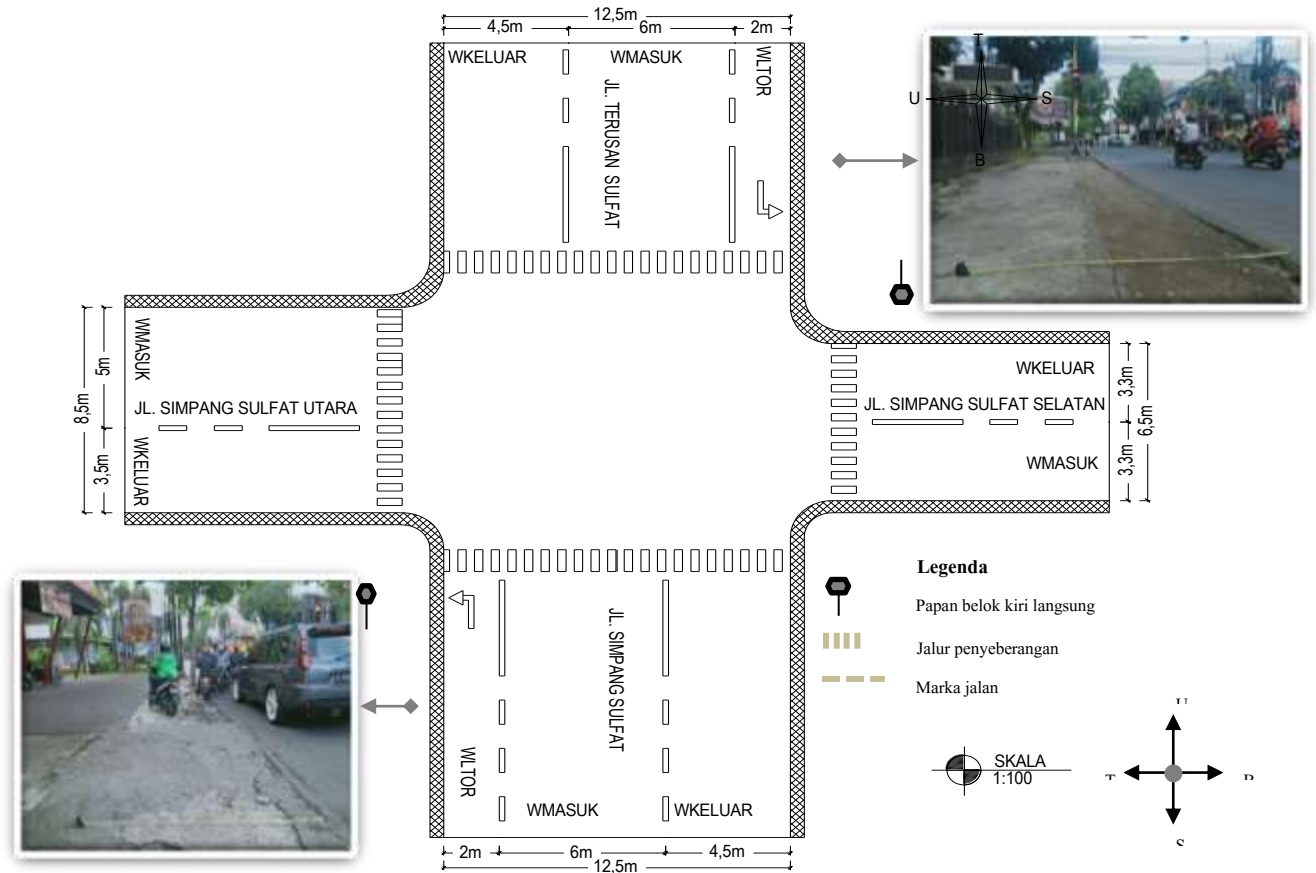 12,5m
4,5m 6m 2m
WKELUAR WMASUK WLTOR
JL. TERUSAN SULFAT
T
U S
B
WMASUK
5m
8,5m
JL. SIMPANG SULFAT UTARA
3,5m
WKELUAR
WKELUAR
3,3m
JL. SIMPANG SULFAT SELATAN
6,5m
WMASUK
3,3m
Legenda
Papan belok kiri langsung
Jalur penyeberangan
Marka jalan
JL. SIMPANG SULFAT
WLTOR
WMASUK WKELUAR
2m 6m 4,5m
12,5m
SKALA
1:100